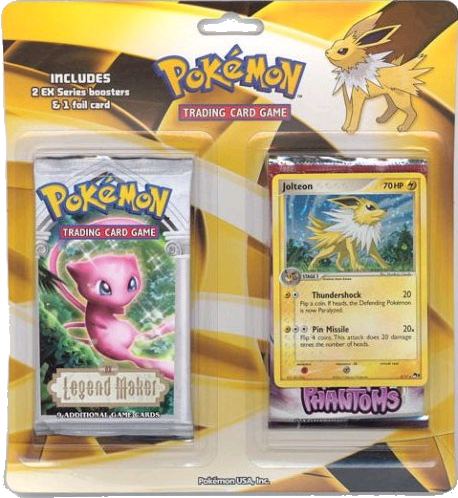 INCLUDES
2 EX Series boosters
& 1 foil card
POKéMON
TRADING CARD GAME
POKéMON
TRADING CARD GAME
EX
Legend Maker
9 ADDITIONAL GAME CARDS
Jolteon 70 HP
STAGE 1
Thundershock 20
Flip a coin. If heads, the Defending Pokémon
is now Paralyzed.
Pin Missile 20x
Flip 4 coins. This attack does 20 damage
times the number of heads.
PHANTOMS
Pokémon USA, Inc.